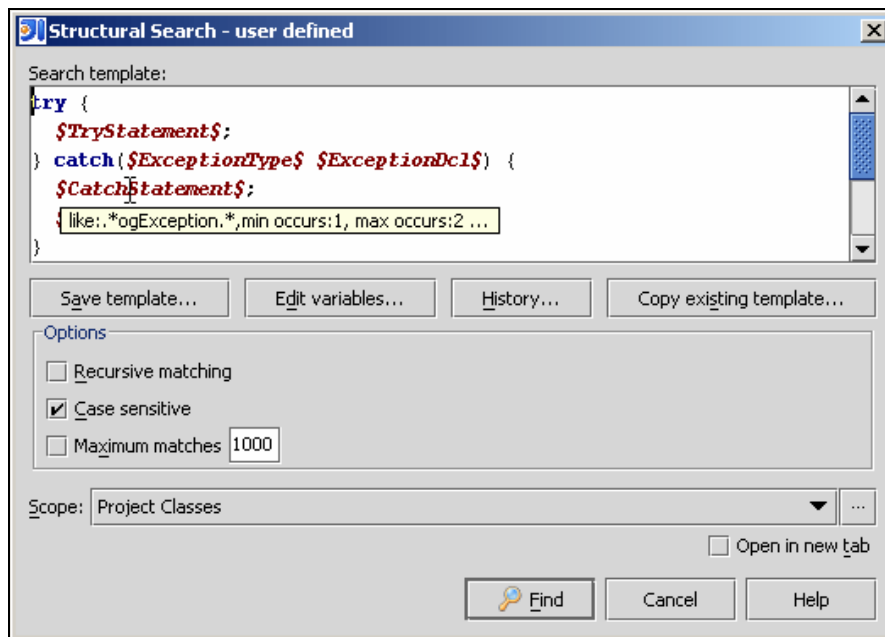 Structural Search - user defined
Search template:
try {
$TryStatement$;
} catch($ExceptionType$ $ExceptionDcl$) {
$CatchStatement$;
like:.*ogException.*,min occurs:1, max occurs:2 ...
}
Save template... Edit variables... History... Copy existing template...
Options
Recursive matching
Case sensitive
Maximum matches 1000
Scope: Project Classes ...
Open in new tab
Find Cancel Help